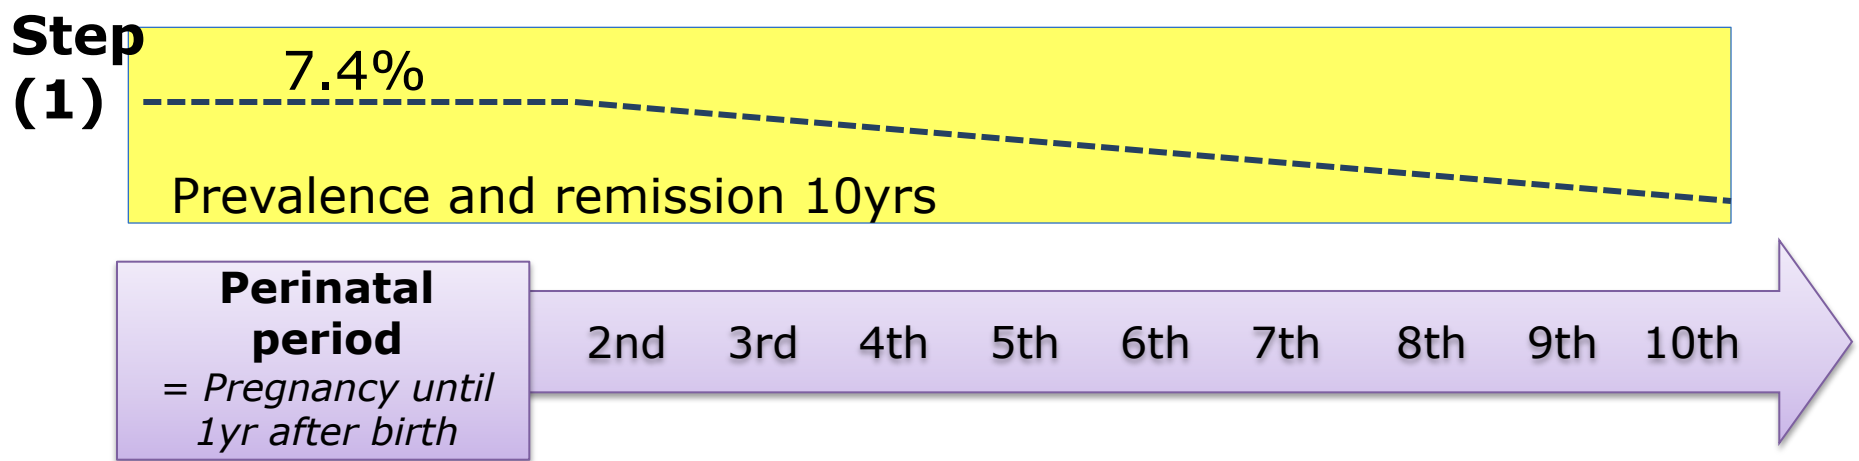 Step
(1)
7.4%
Prevalence and remission 10yrs
Perinatal
period
= Pregnancy until
1yr after birth
2nd 3rd 4th 5th 6th 7th 8th 9th 10th